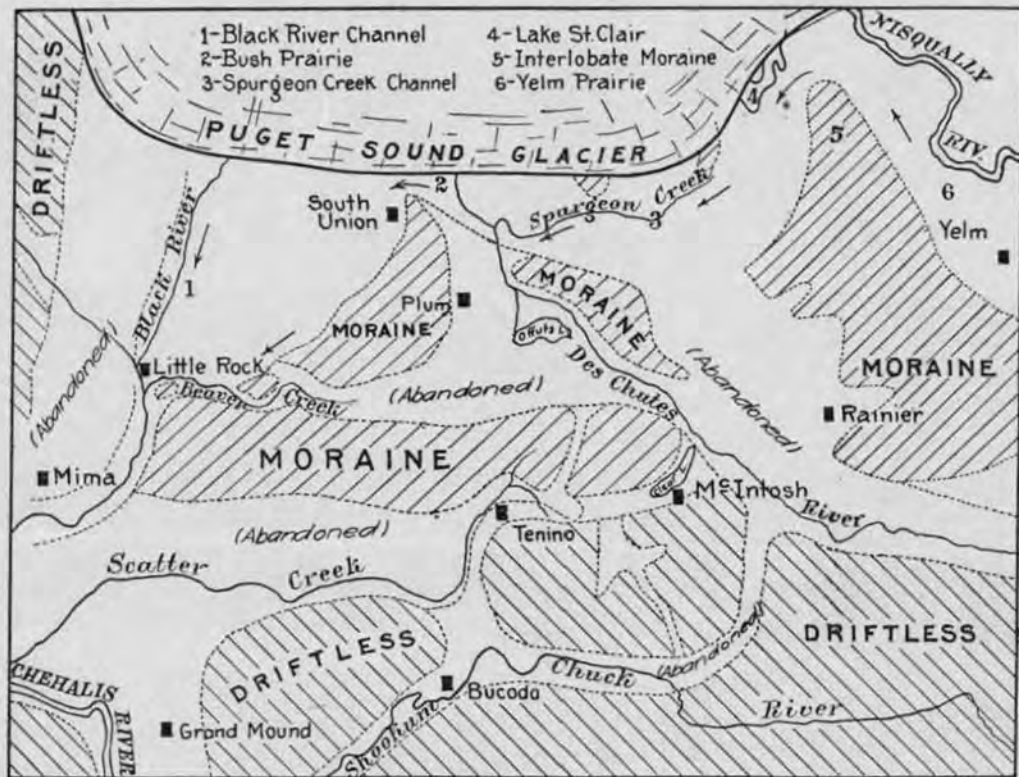 1-Black River Channel
2-Bush Prairie
3-Spurgeon Creek Channel
4-Lake St. Clair
5-Interlobate Moraine
6-Yelm Prairie
NISQUALLY
RIV.
DRIFTLESS
PUGET SOUND GLACIER
4
5
6
2
3
3
1
South
Union
Spurgeon Creek
Yelm
Black River
Plum
MORAINE
MORAINE
Offuts L.
Des Chutes
River
(Abandoned)
(Abandoned)
(Abandoned)
MORAINE
Rainier
Little Rock
Beaver Creek
MORAINE
Mima
McIntosh
Tenino
(Abandoned)
Scatter Creek
DRIFTLESS
DRIFTLESS
(Abandoned)
Skookum Chuck River
Bucoda
CHEHALIS
RIVER
Grand Mound